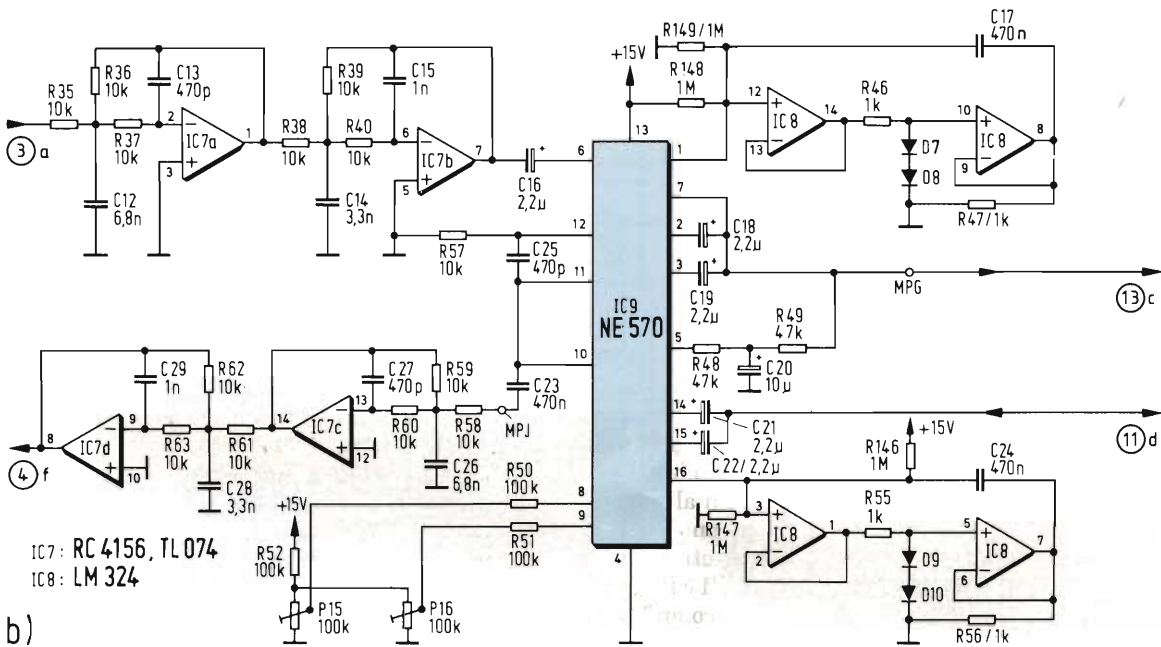 R35
10k
3 a
R36
10k
R37
10k
C12
6,8n
C13
470p
2
−
IC7a
+
3
1
R38
10k
R39
10k
R40
10k
C14
3,3n
C15
1n
6
−
IC7b
+
5
7
C16
2,2µ
+
R57
10k
C25
470p
C23
470n
MPJ
6
12
11
10
8
9
4
13
1
7
2
3
5
14
15
16
IC9
NE 570
+15V
R149/1M
R148
1M
12
+
IC8
−
13
14
R46
1k
D7
D8
10
+
IC8
−
9
8
C17
470n
R47/1k
C18
2,2µ
+
C19
2,2µ
+
MPG
13 c
R48
47k
R49
47k
C20
10µ
+
C21
2,2µ
+
C22/2,2µ
+
11 d
+15V
R146
1M
R147
1M
3
+
IC8
−
2
1
R55
1k
D9
D10
5
+
IC8
−
6
7
C24
470n
R56/1k
4 f
8
IC7d
9
−
+
10
C29
1n
R62
10k
R63
10k
R61
10k
C28
3,3n
14
IC7c
13
−
+
12
C27
470p
R59
10k
R60
10k
R58
10k
C26
6,8n
R50
100k
R51
100k
+15V
R52
100k
P15
100k
P16
100k
IC7: RC 4156, TL 074
IC8: LM 324
b)